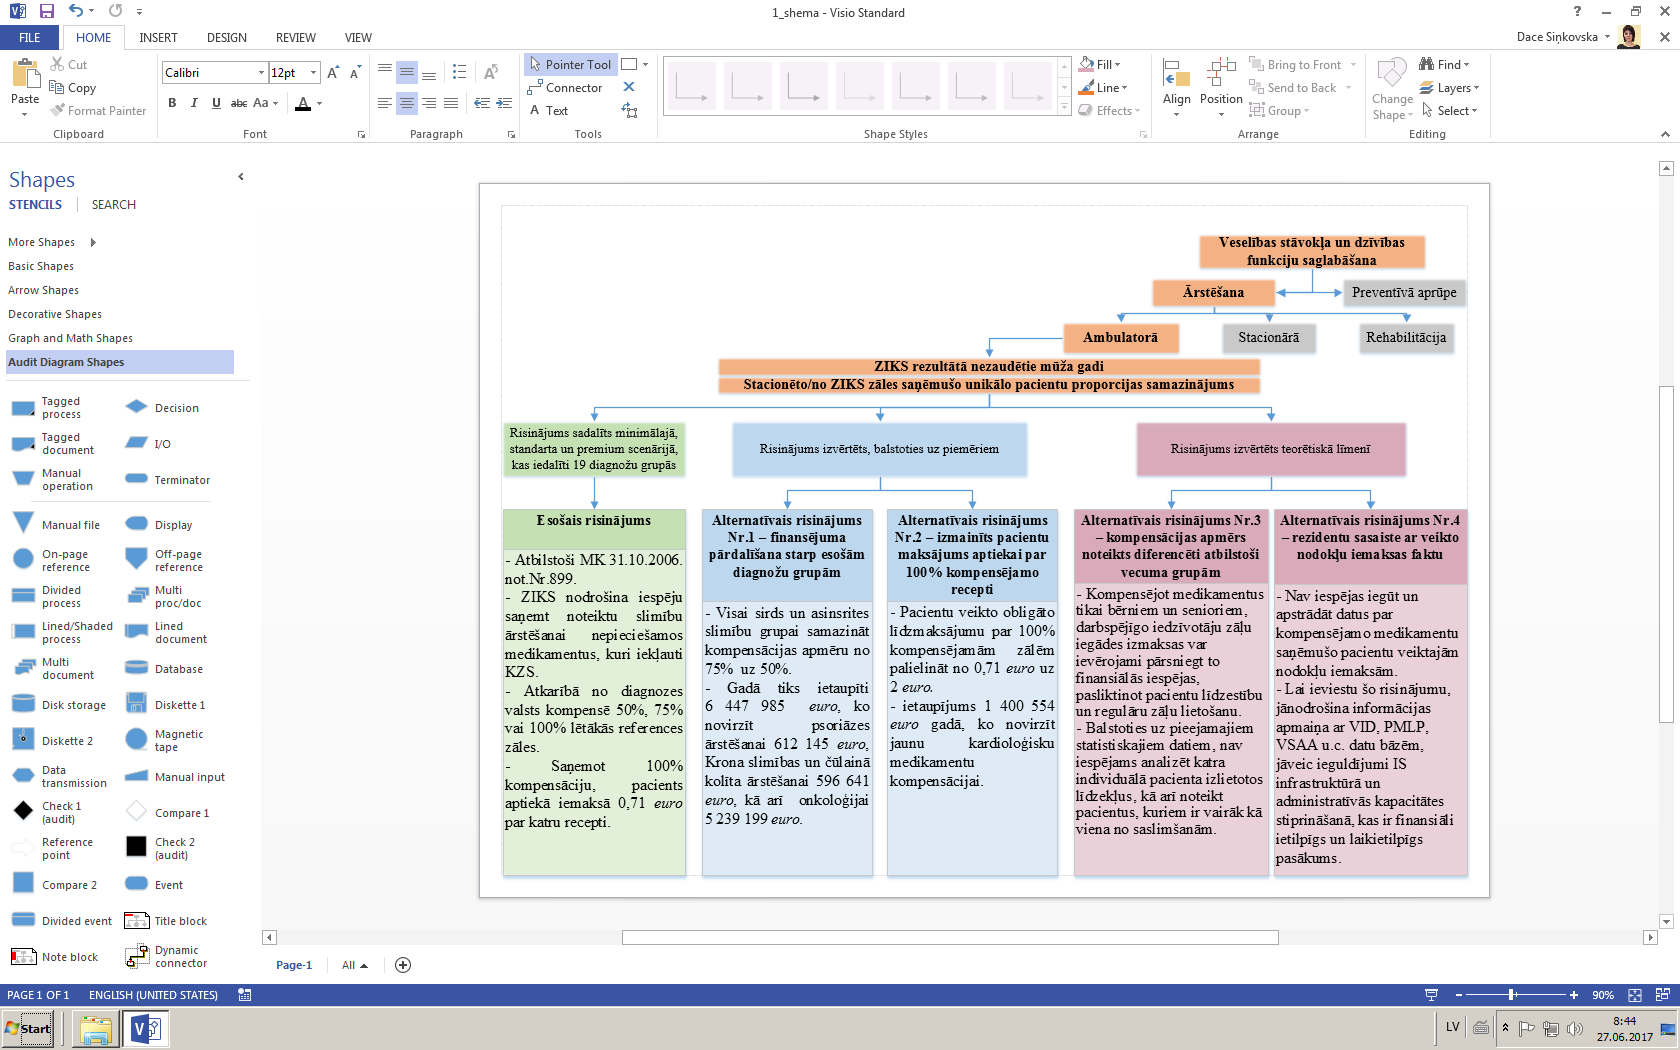 1_shema - Visio Standard
FILE
HOME
INSERT
DESIGN
REVIEW
VIEW
Dace Siņkovska
Paste
Cut
Copy
Format Painter
Clipboard
Calibri
12pt
B I U abc Aa A
Font
Paragraph
Pointer Tool
Connector
A Text
Tools
Shape Styles
Fill
Line
Effects
Align
Position
Bring to Front
Send to Back
Group
Arrange
Change
Shape
Find
Layers
Select
Editing
Shapes
STENCILS
SEARCH
More Shapes
Basic Shapes
Arrow Shapes
Decorative Shapes
Graph and Math Shapes
Audit Diagram Shapes
Tagged
process
Decision
Tagged
document
I/O
Manual
operation
Terminator
Manual file
Display
On-page
reference
Off-page
reference
Divided
process
Multi
proc/doc
Lined/Shaded
process
Lined
document
Multi
document
Database
Disk storage
Diskette 1
Diskette 2
Magnetic
tape
Data
transmission
Manual input
Check 1
(audit)
Compare 1
Reference
point
Check 2
(audit)
Compare 2
Event
Divided event
Title block
Note block
Dynamic
connector
Veselības stāvokļa un dzīvības
funkciju saglabāšana
Ārstēšana
Preventīvā aprūpe
Ambulatorā
Stacionārā
Rehabilitācija
ZIKS rezultātā nezaudētie mūža gadi
Stacionēto/no ZIKS zāles saņēmušo unikālo pacientu proporcijas samazinājums
Risinājums sadalīts minimālajā,
standarta un premium scenārijā,
kas iedalīti 19 diagnožu grupās
Risinājums izvērtēts, balstoties uz piemēriem
Risinājums izvērtēts teorētiskā līmenī
Esošais risinājums
- Atbilstoši MK 31.10.2006.
not.Nr.899.
- ZIKS nodrošina iespēju
saņemt noteiktu slimību
ārstēšanai nepieciešamos
medikamentus, kuri iekļauti
KZS.
- Atkarībā no diagnozes
valsts kompensē 50%, 75%
vai 100% lētākās references
zāles.
- Saņemot 100%
kompensāciju, pacients
aptiekā iemaksā 0,71 euro
par katru recepti.
Alternatīvais risinājums
Nr.1 – finansējuma
pārdalīšana starp esošām
diagnožu grupām
- Visai sirds un asinsrites
slimību grupai samazināt
kompensācijas apmēru no
75% uz 50%.
- Gadā tiks ietaupīti
6 447 985 euro, ko
novirzīt psoriāzes
ārstēšanai 612 145 euro,
Krona slimības un čūlainā
kolīta ārstēšanai 596 641
euro, kā arī onkoloģijai
5 239 199 euro.
Alternatīvais risinājums
Nr.2 – izmainīts pacientu
maksājums aptiekai par
100% kompensējamo
recepti
- Pacientu veikto obligāto
līdzmaksājumu par 100%
kompensējamām zālēm
palielināt no 0,71 euro uz
2 euro.
- ietaupījums 1 400 554
euro gadā, ko novirzīt
jaunu kardioloģisku
medikamentu
kompensācijai.
Alternatīvais risinājums Nr.3
– kompensācijas apmērs
noteikts diferencēti atbilstoši
vecuma grupām
- Kompensējot medikamentus
tikai bērniem un senioriem,
darbspējīgo iedzīvotāju zāļu
iegādes izmaksas var
ievērojami pārsniegt to
finansiālās iespējas,
pasliktinot pacientu līdzestību
un regulāru zāļu lietošanu.
- Balstoties uz pieejamajiem
statistiskajiem datiem, nav
iespējams analizēt katra
individuālā pacienta izlietotos
līdzekļus, kā arī noteikt
pacientus, kuriem ir vairāk kā
viena no saslimšanām.
Alternatīvais risinājums Nr.4
– rezidentu sasaiste ar veikto
nodokļu iemaksas faktu
- Nav iespējas iegūt un
apstrādāt datus par
kompensējamo medikamentu
saņēmušo pacientu veiktajām
nodokļu iemaksām.
- Lai ieviestu šo risinājumu,
jānodrošina informācijas
apmaiņa ar VID, PMLP,
VSAA u.c. datu bāzēm,
jāveic ieguldījumi IS
infrastruktūrā un
administratīvās kapacitātes
stiprināšanā, kas ir finansiāli
ietilpīgs un laikietilpīgs
pasākums.
Page-1
All
PAGE 1 OF 1
ENGLISH (UNITED STATES)
90%
Start
LV
8:44
27.06.2017